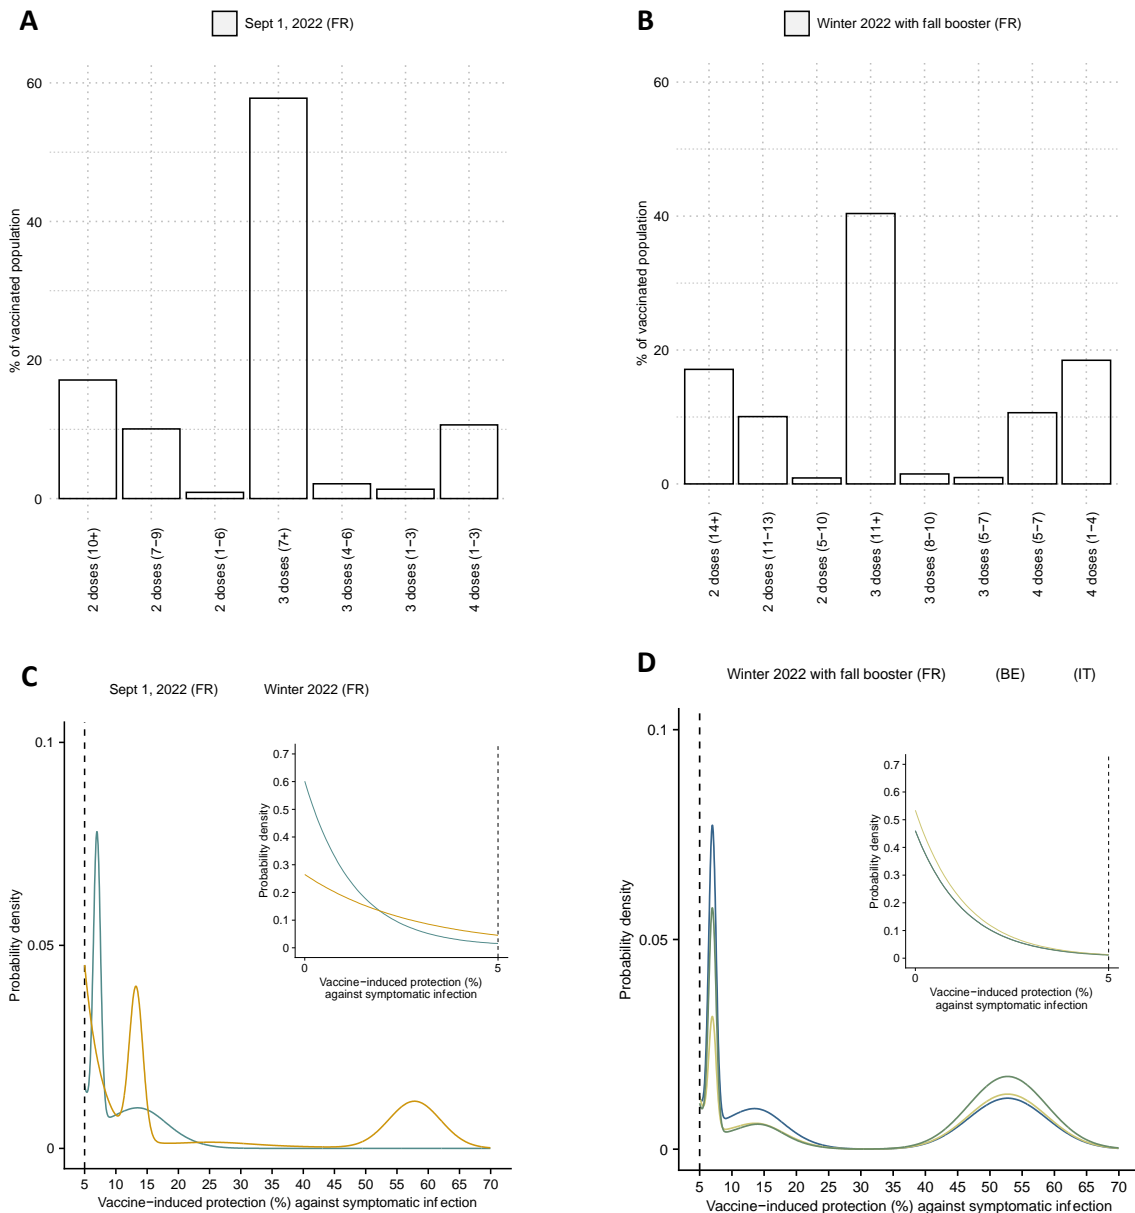 A
Sept 1, 2022 (FR)
% of vaccinated population
60
40
20
0
2 doses (10+)
2 doses (7−9)
2 doses (1−6)
3 doses (7+)
3 doses (4−6)
3 doses (1−3)
4 doses (1−3)
B
Winter 2022 with fall booster (FR)
% of vaccinated population
60
40
20
0
2 doses (14+)
2 doses (11−13)
2 doses (5−10)
3 doses (11+)
3 doses (8−10)
3 doses (5−7)
4 doses (5−7)
4 doses (1−4)
C
Sept 1, 2022 (FR) Winter 2022 (FR)
Probability density
0.1
0.05
0
5 10 15 20 25 30 35 40 45 50 55 60 65 70
Vaccine−induced protection (%) against symptomatic infection
Probability density
0.7
0.6
0.5
0.4
0.3
0.2
0.1
0
0 5
Vaccine−induced protection (%)
against symptomatic infection
D
Winter 2022 with fall booster (FR) (BE) (IT)
Probability density
0.1
0.05
0
5 10 15 20 25 30 35 40 45 50 55 60 65 70
Vaccine−induced protection (%) against symptomatic infection
Probability density
0.7
0.6
0.5
0.4
0.3
0.2
0.1
0
0 5
Vaccine−induced protection (%)
against symptomatic infection